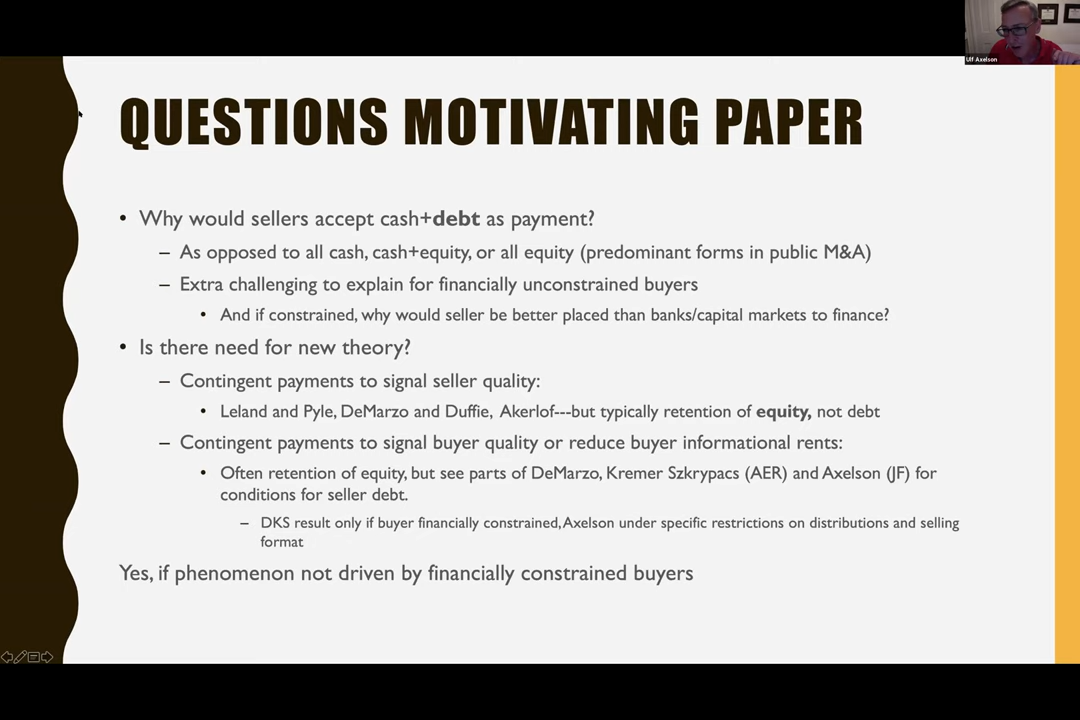 Ulf Axelson
QUESTIONS MOTIVATING PAPER
• Why would sellers accept cash+debt as payment?
– As opposed to all cash, cash+equity, or all equity (predominant forms in public M&A)
– Extra challenging to explain for financially unconstrained buyers
• And if constrained, why would seller be better placed than banks/capital markets to finance?
• Is there need for new theory?
– Contingent payments to signal seller quality:
• Leland and Pyle, DeMarzo and Duffie, Akerlof---but typically retention of equity, not debt
– Contingent payments to signal buyer quality or reduce buyer informational rents:
• Often retention of equity, but see parts of DeMarzo, Kremer Szkrypacs (AER) and Axelson (JF) for
conditions for seller debt.
– DKS result only if buyer financially constrained, Axelson under specific restrictions on distributions and selling
format
Yes, if phenomenon not driven by financially constrained buyers